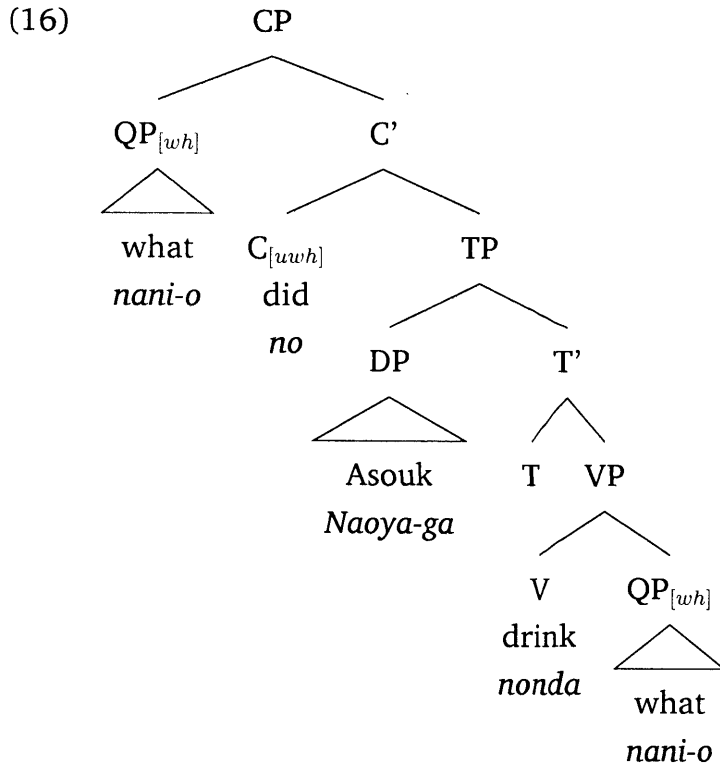 (16) CP
QP[wh] C'
what C[uwh] TP
nani-o did
no DP T'
Asouk T VP
Naoya-ga
V QP[wh]
drink
nonda what
nani-o